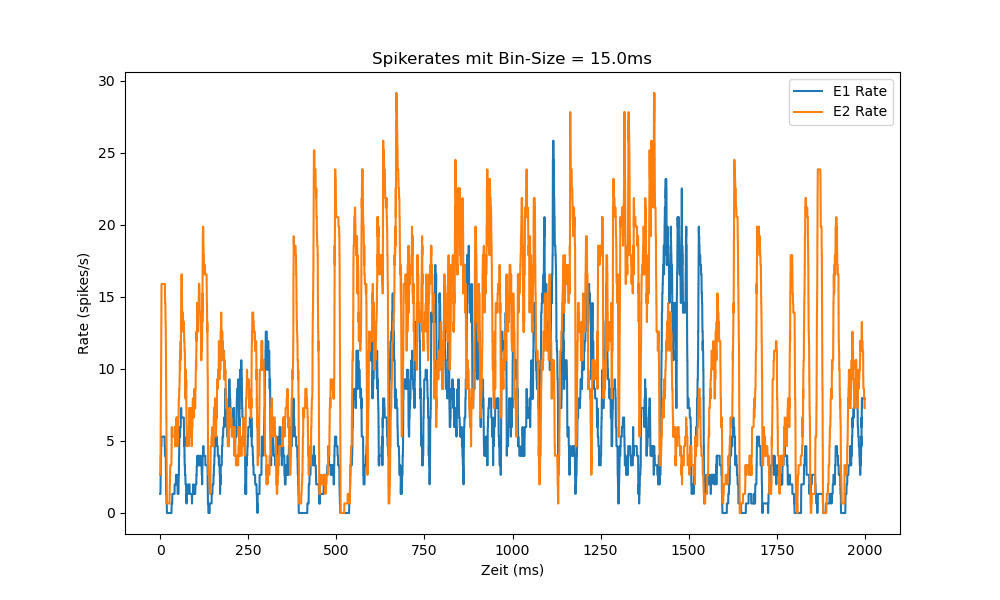 Spikerates mit Bin-Size = 15.0ms
E1 Rate
E2 Rate
30
25
20
15
10
5
0
Rate (spikes/s)
0 250 500 750 1000 1250 1500 1750 2000
Zeit (ms)